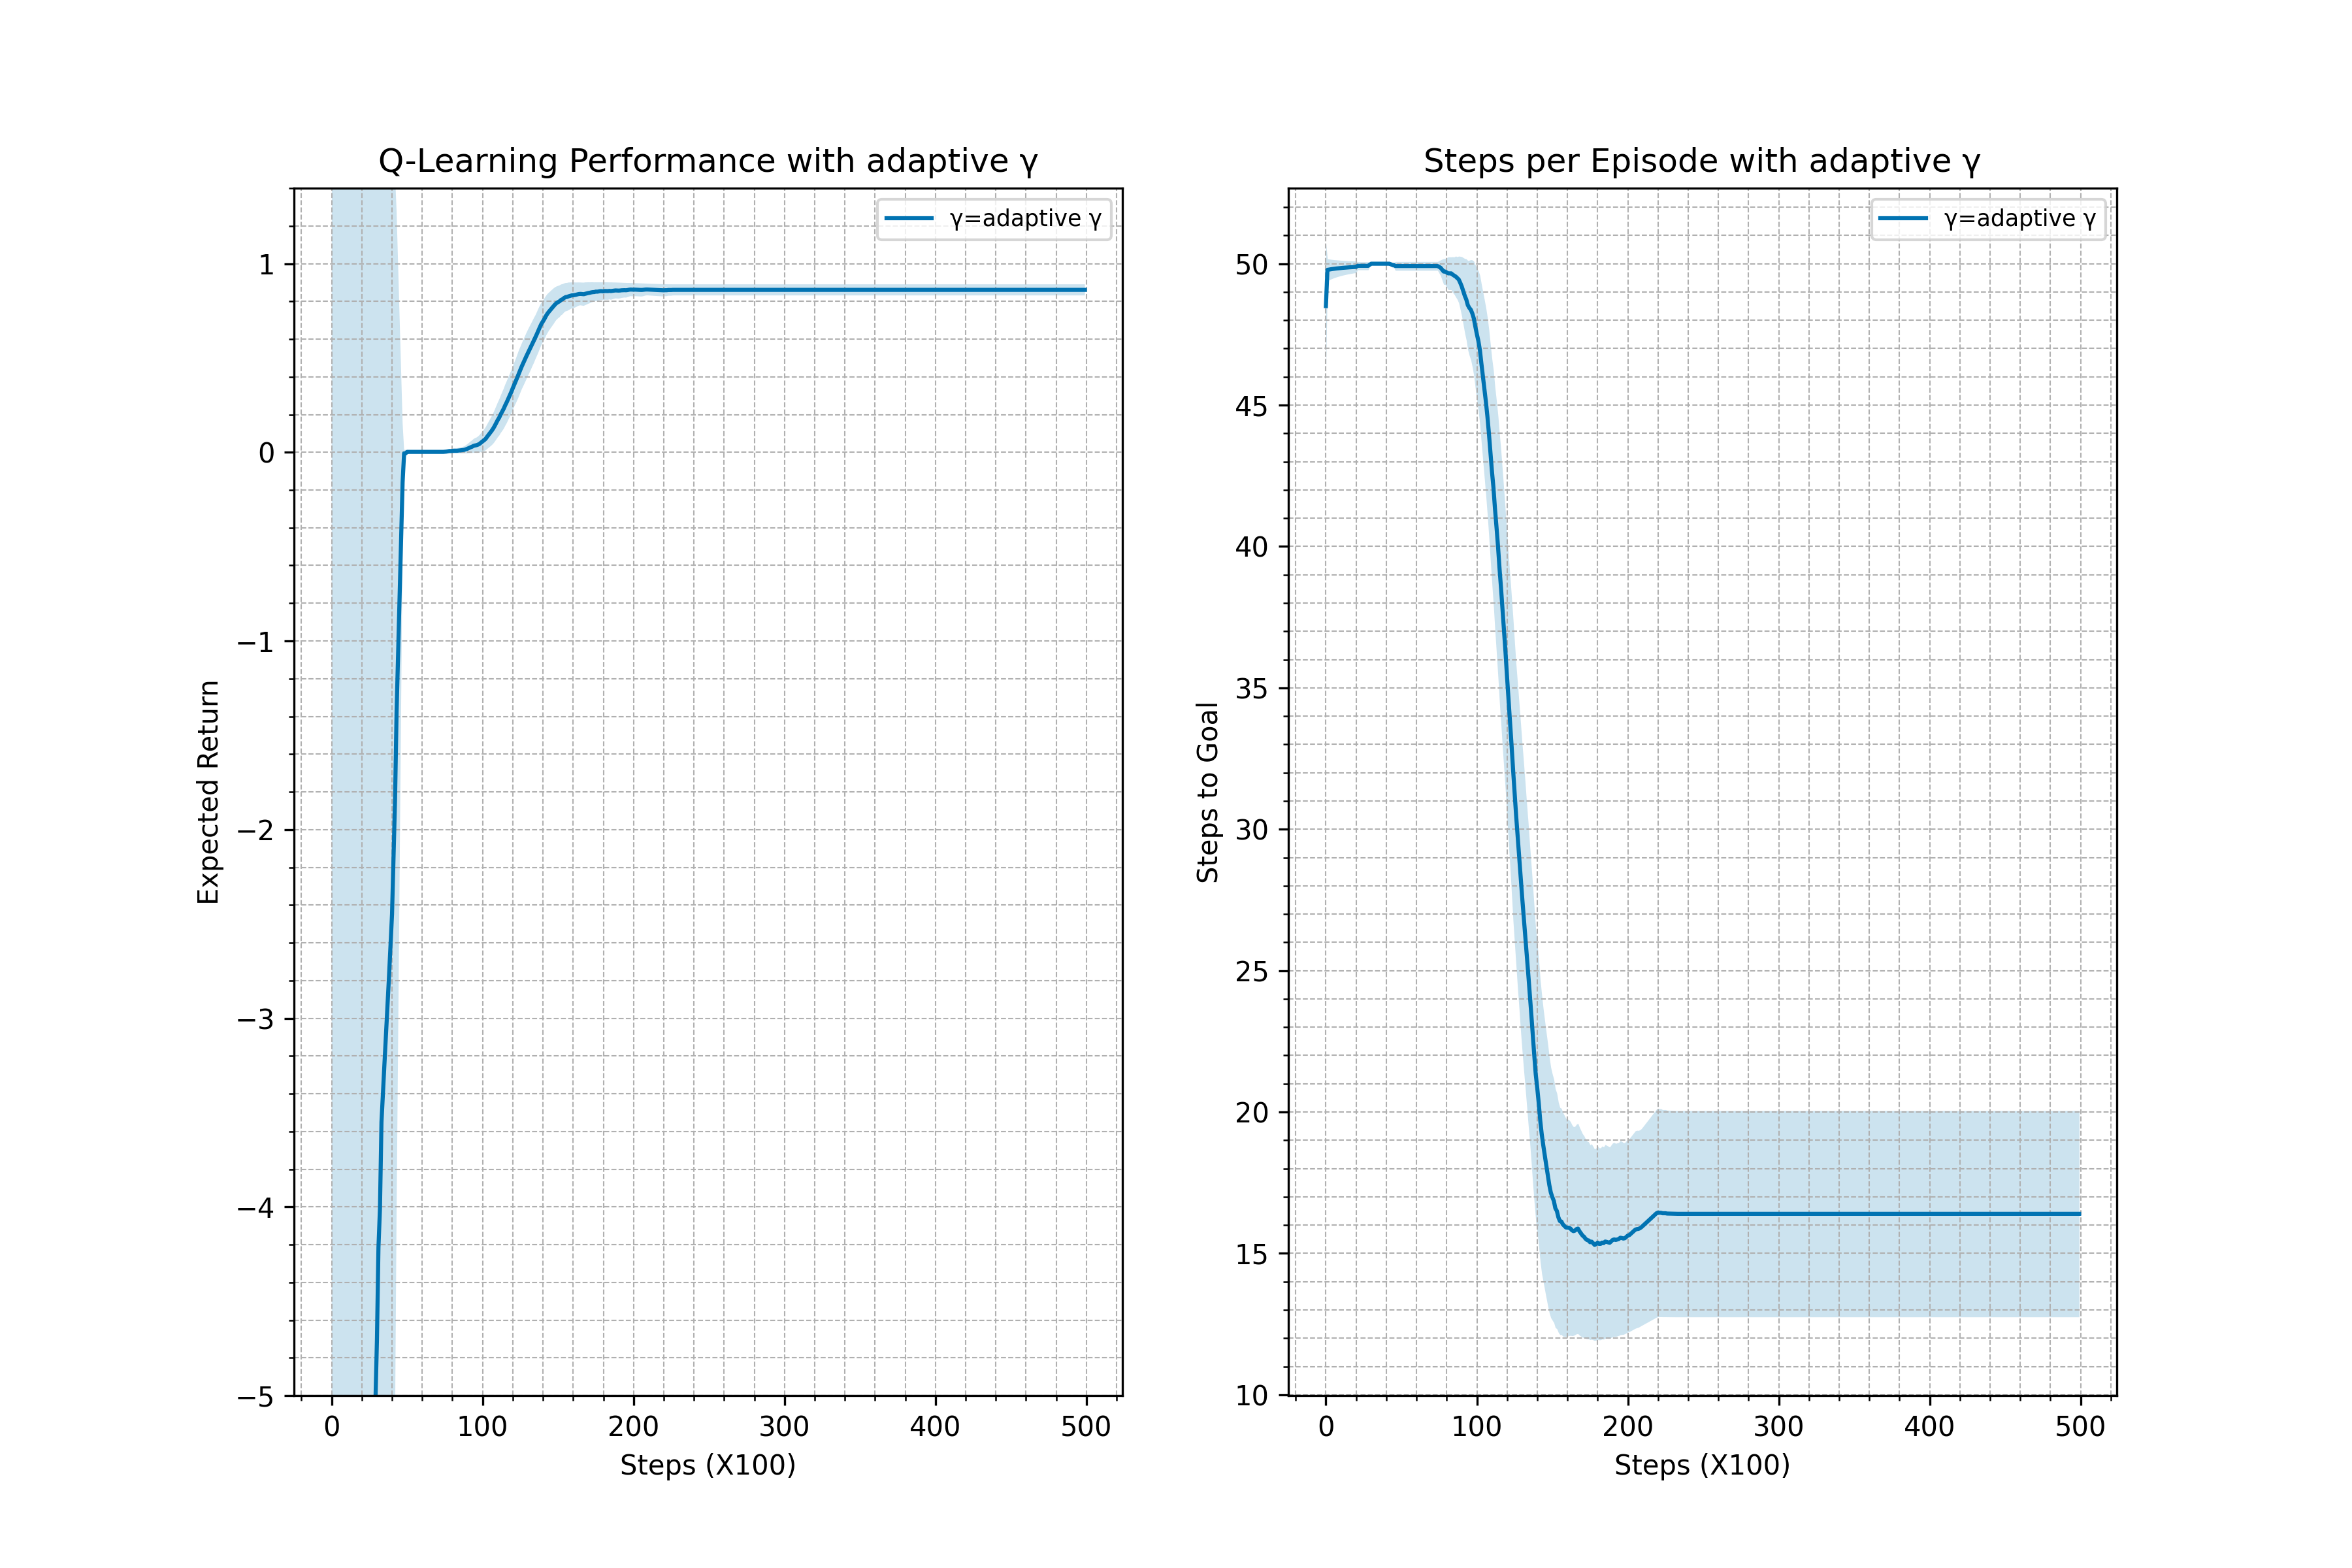 Q-Learning Performance with adaptive γ
γ=adaptive γ
1
0
−1
−2
−3
−4
−5
Expected Return
0 100 200 300 400 500
Steps (X100)
Steps per Episode with adaptive γ
γ=adaptive γ
50
45
40
35
30
25
20
15
10
Steps to Goal
0 100 200 300 400 500
Steps (X100)